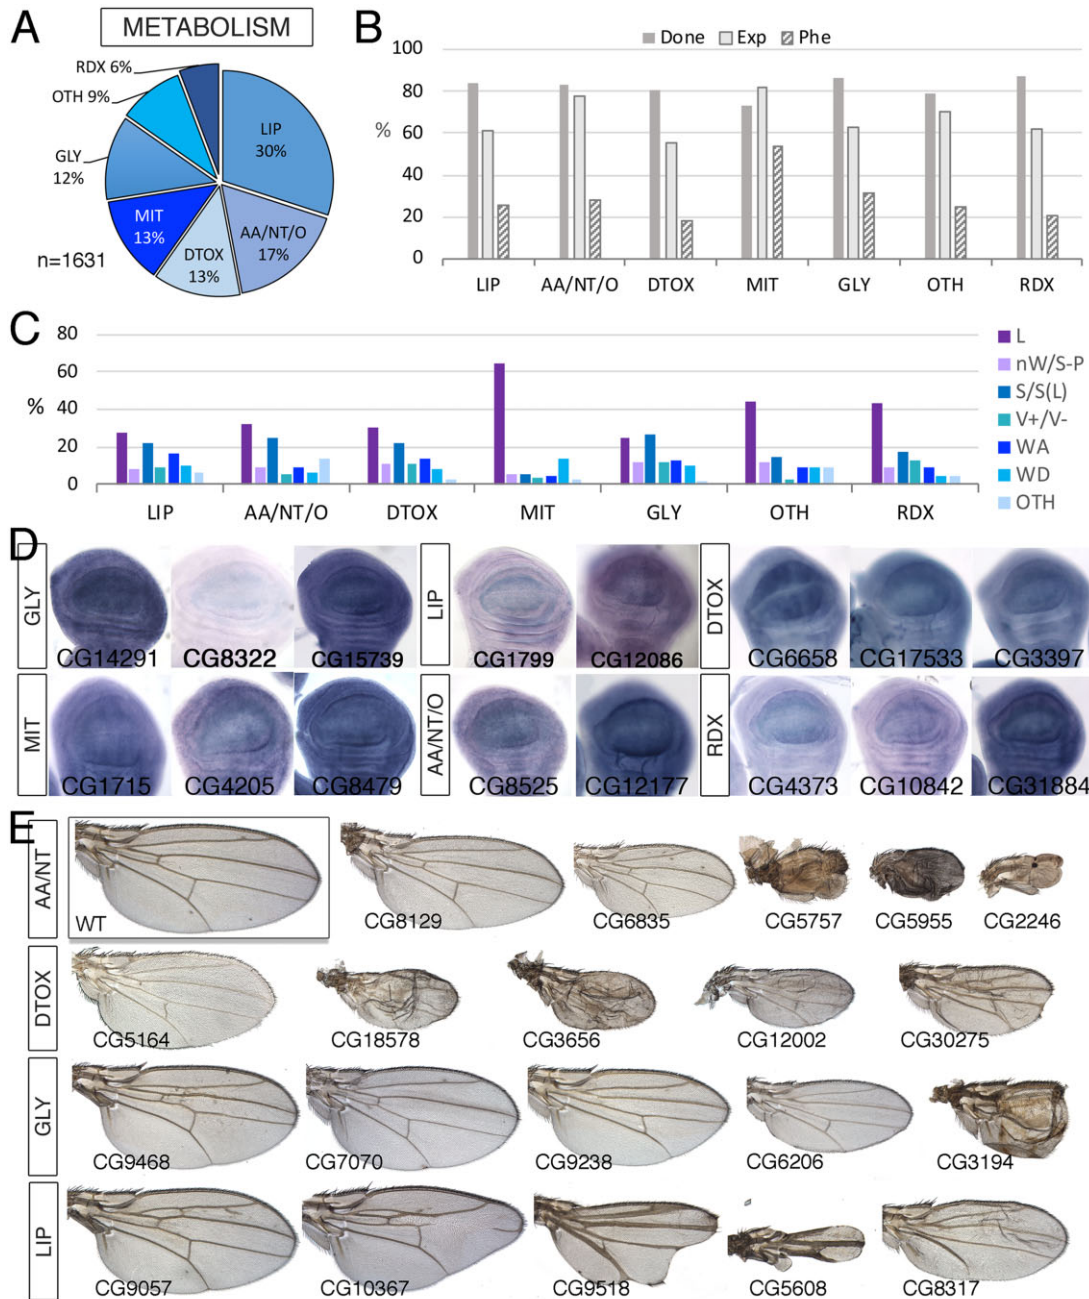 A METABOLISM
RDX 6%
OTH 9%
LIP
30%
GLY
12%
MIT
13%
AA/NT/O
17%
DTOX
13%
n=1631
B
Done Exp Phe
100
80
60
40
20
0
%
LIP AA/NT/O DTOX MIT GLY OTH RDX
C
80
60
40
20
0
%
LIP AA/NT/O DTOX MIT GLY OTH RDX
L
nW/S-P
S/S(L)
V+/V-
WA
WD
OTH
D
GLY
CG14291 CG8322 CG15739
LIP
CG1799 CG12086
DTOX
CG6658 CG17533 CG3397
MIT
CG1715 CG4205 CG8479
AA/NT/O
CG8525 CG12177
RDX
CG4373 CG10842 CG31884
E
AA/NT
WT CG8129 CG6835 CG5757 CG5955 CG2246
DTOX
CG5164 CG18578 CG3656 CG12002 CG30275
GLY
CG9468 CG7070 CG9238 CG6206 CG3194
LIP
CG9057 CG10367 CG9518 CG5608 CG8317